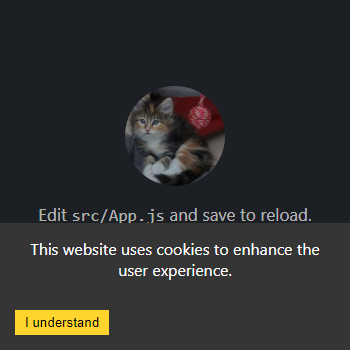 Edit src/App.js and save to reload.
This website uses cookies to enhance the
user experience.
I understand